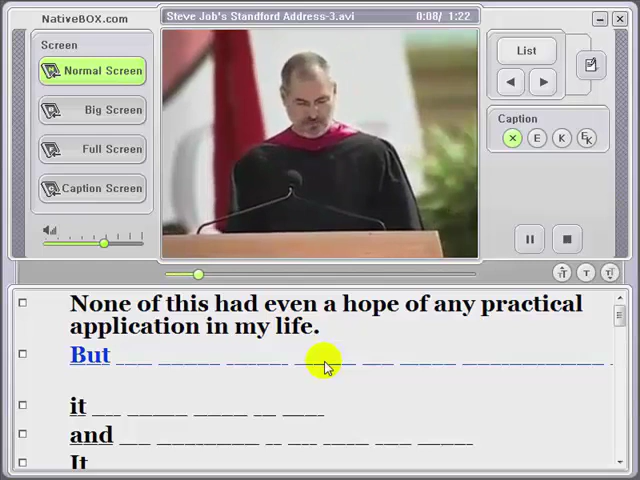 NativeBOX.com
Steve Job's Standford Address-3.avi
0:08/ 1:22
Screen
Normal Screen
Big Screen
Full Screen
Caption Screen
List
Caption
X E K EK
T T T
None of this had even a hope of any practical
application in my life.
But
it
and
It